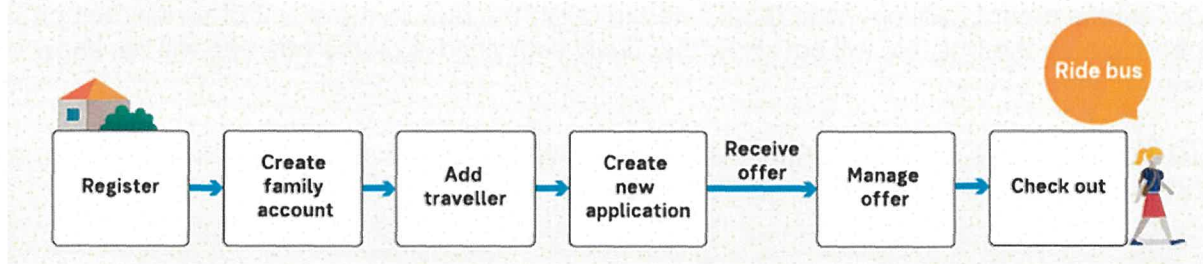 Ride bus
Register
Create
family
account
Add
traveller
Create
new
application
Receive
offer
Manage
offer
Check out